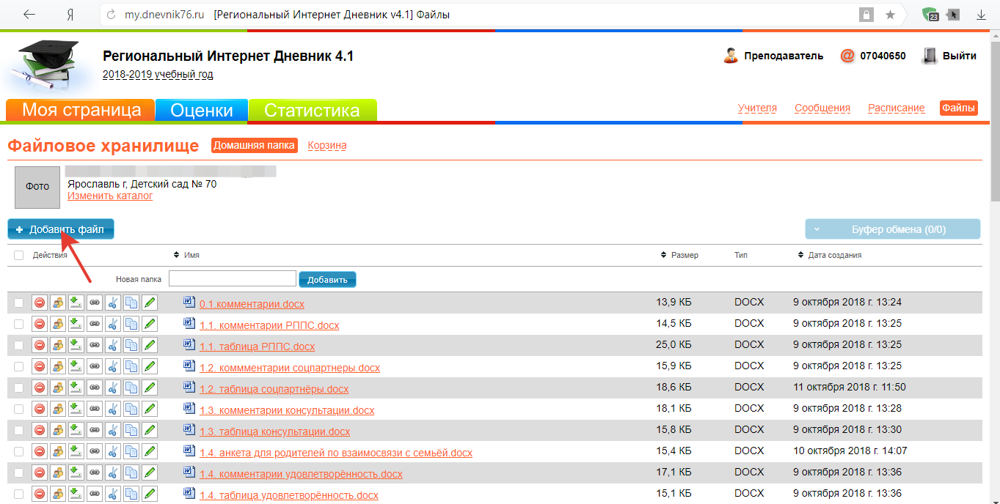 Я my.dnevnik76.ru [Региональный Интернет Дневник v4.1] Файлы 23
Региональный Интернет Дневник 4.1
2018-2019 учебный год
Преподаватель @ 07040650 Выйти
Моя страница Оценки Статистика
Учителя Сообщения Расписание Файлы
Файловое хранилище Домашняя папка Корзина
Фото
Ярославль г, Детский сад № 70
Изменить каталог
+ Добавить файл Буфер обмена (0/0)
Действия Имя Размер Тип Дата создания
Новая папка Добавить
0.1.комментарии.docx 13,9 КБ DOCX 9 октября 2018 г. 13:24
1.1. комментарии РППС.docx 14,5 КБ DOCX 9 октября 2018 г. 13:25
1.1. таблица РППС.docx 25,0 КБ DOCX 9 октября 2018 г. 13:25
1.2. коммментарии соцпартнеры.docx 15,9 КБ DOCX 9 октября 2018 г. 13:25
1.2. таблица соцпартнёры.docx 18,6 КБ DOCX 11 октября 2018 г. 11:50
1.3. комментарии консультации.docx 18,1 КБ DOCX 9 октября 2018 г. 13:28
1.3. таблица консультации.docx 15,8 КБ DOCX 9 октября 2018 г. 13:30
1.4. анкета для родителей по взаимосвязи с семьёй.docx 15,4 КБ DOCX 10 октября 2018 г. 14:07
1.4. комментарии удовлетворённость.docx 17,1 КБ DOCX 9 октября 2018 г. 13:36
1.4. таблица удовлетворённость.docx 15,1 КБ DOCX 9 октября 2018 г. 13:36